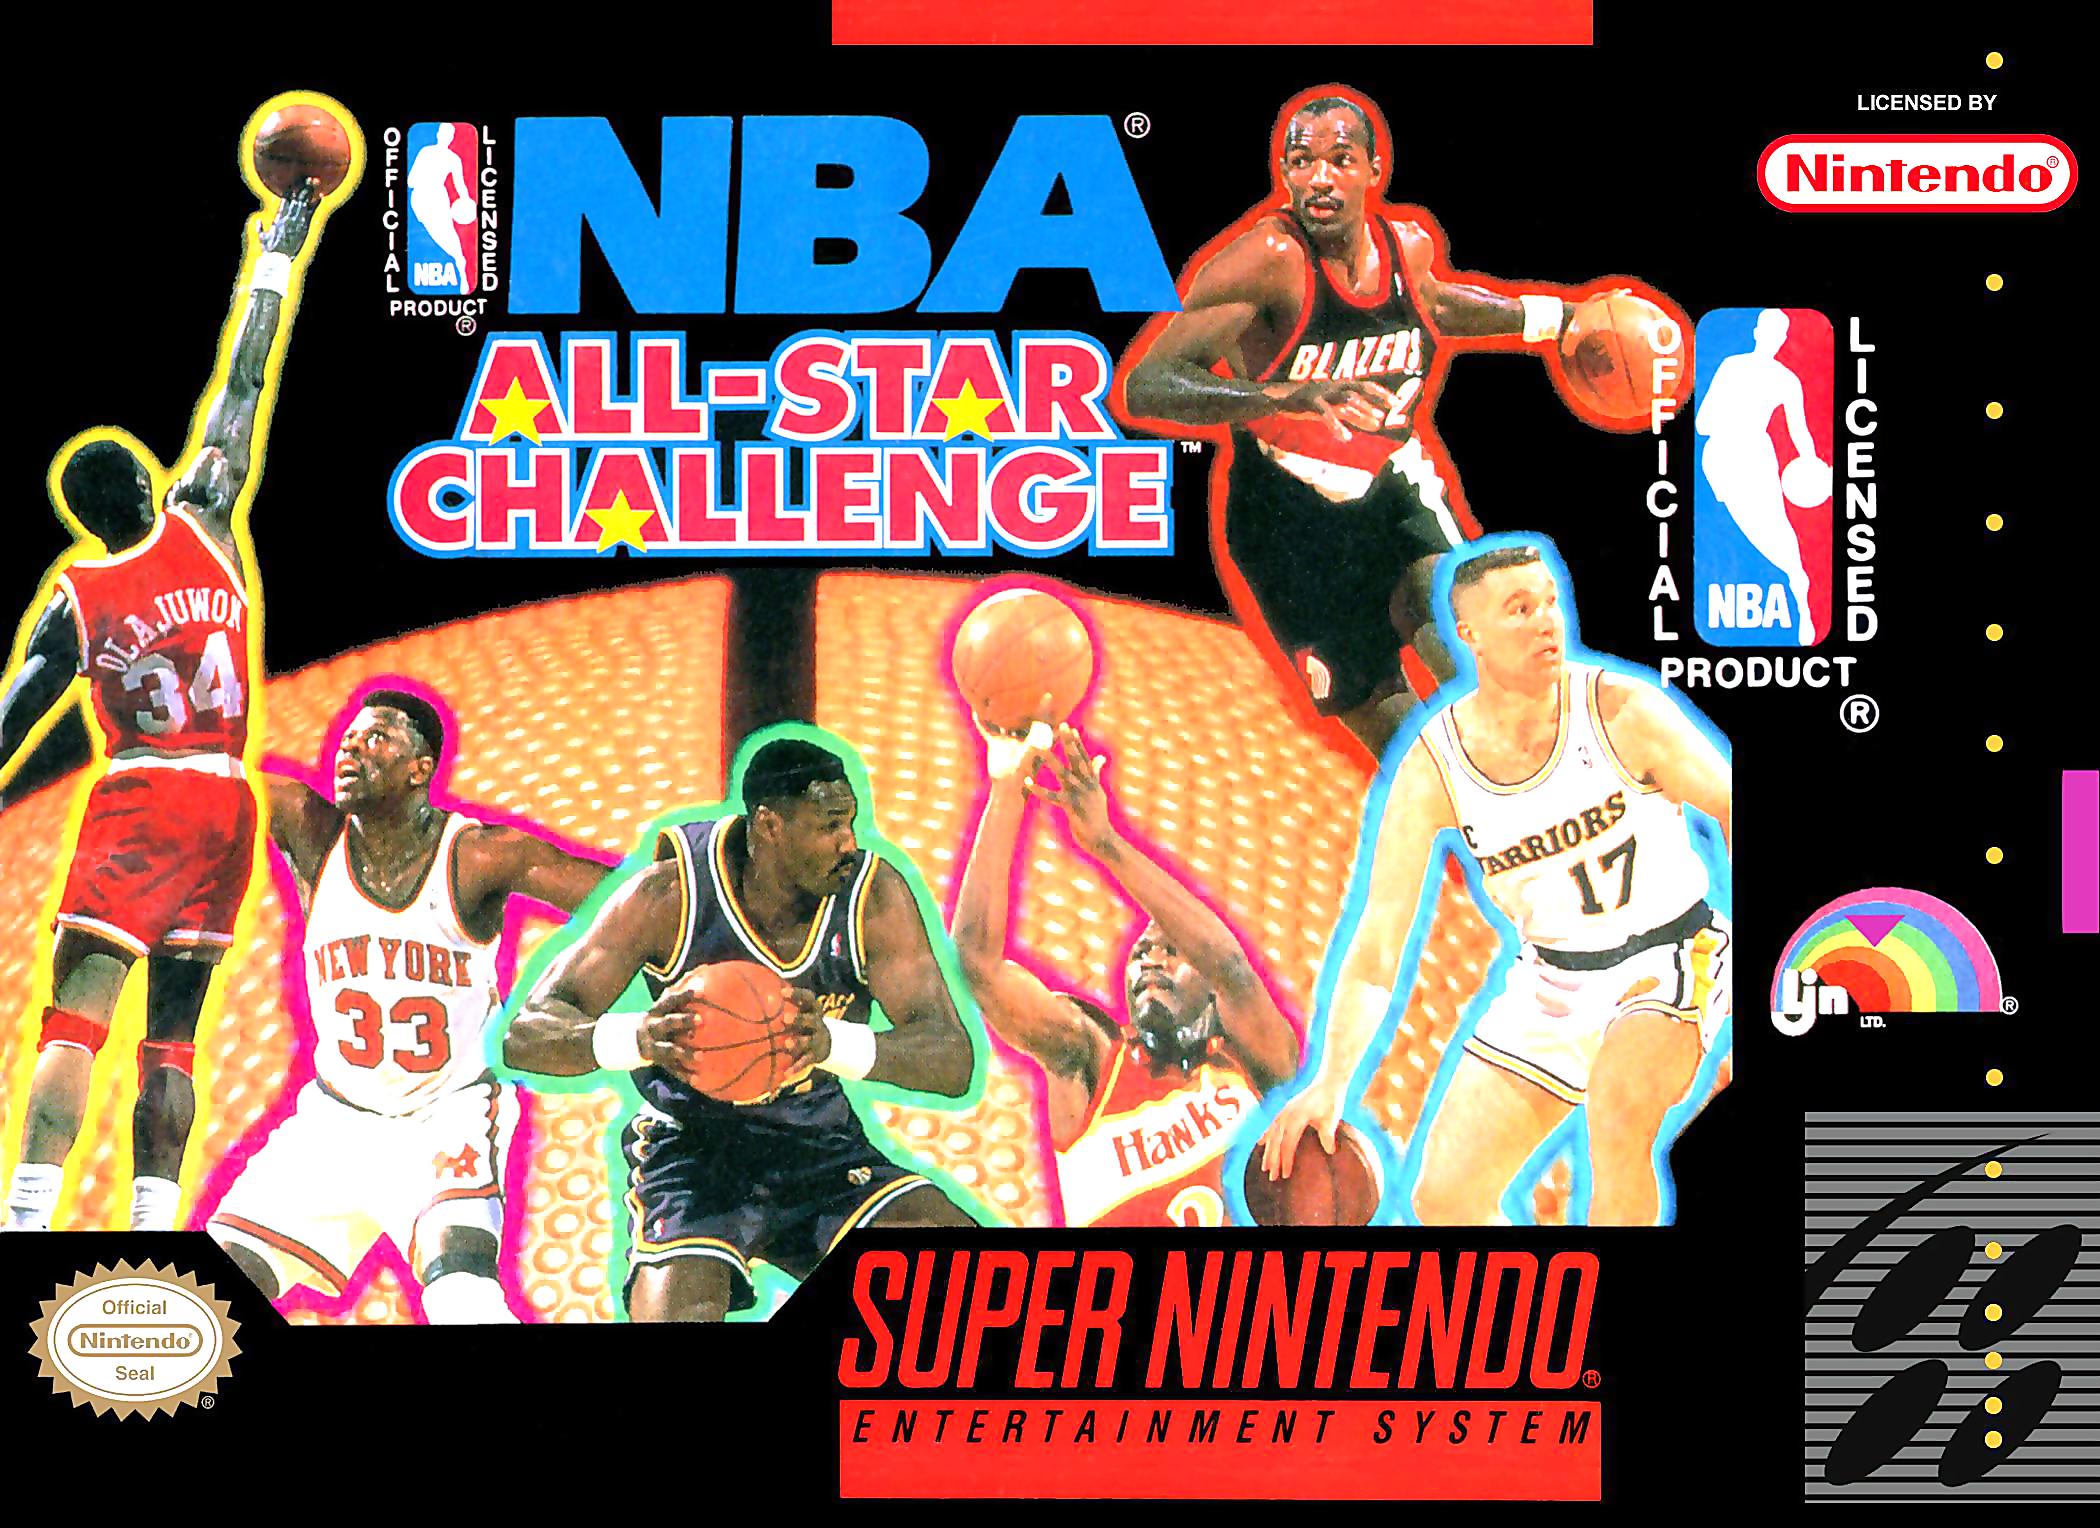 LICENSED BY
Nintendo®
OFFICIAL
NBA
LICENSED
PRODUCT
®
NBA®
ALL-STAR
CHALLENGE™
BLAZERS
OFFICIAL
NBA
LICENSED
PRODUCT
®
OLAJUWON
34
NEW YORK
33
WARRIORS
17
Hawks
ljn
LTD.
®
Official
Nintendo®
Seal
®
SUPER NINTENDO®
ENTERTAINMENT SYSTEM